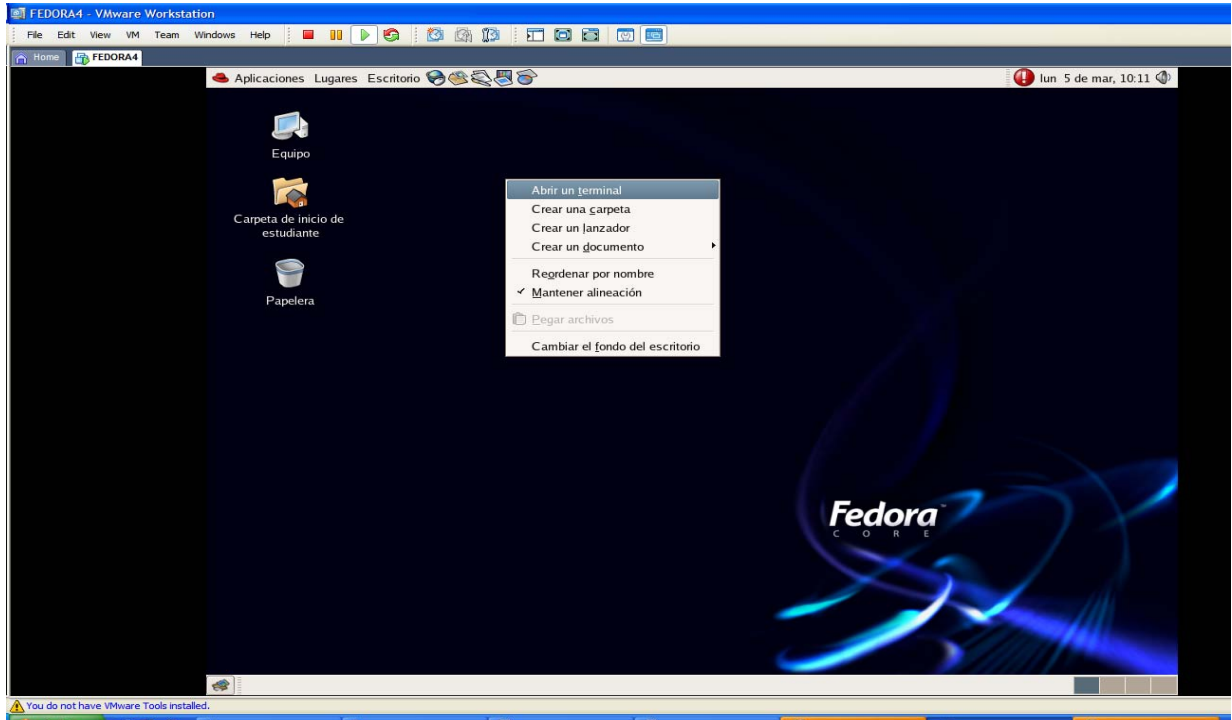 FEDORA4 - VMware Workstation
File Edit View VM Team Windows Help
Home FEDORA4
Aplicaciones Lugares Escritorio lun 5 de mar, 10:11
Equipo
Carpeta de inicio de
estudiante
Papelera
Abrir un terminal
Crear una carpeta
Crear un lanzador
Crear un documento
Reordenar por nombre
Mantener alineación
Pegar archivos
Cambiar el fondo del escritorio
Fedora™
CORE
You do not have VMware Tools installed.